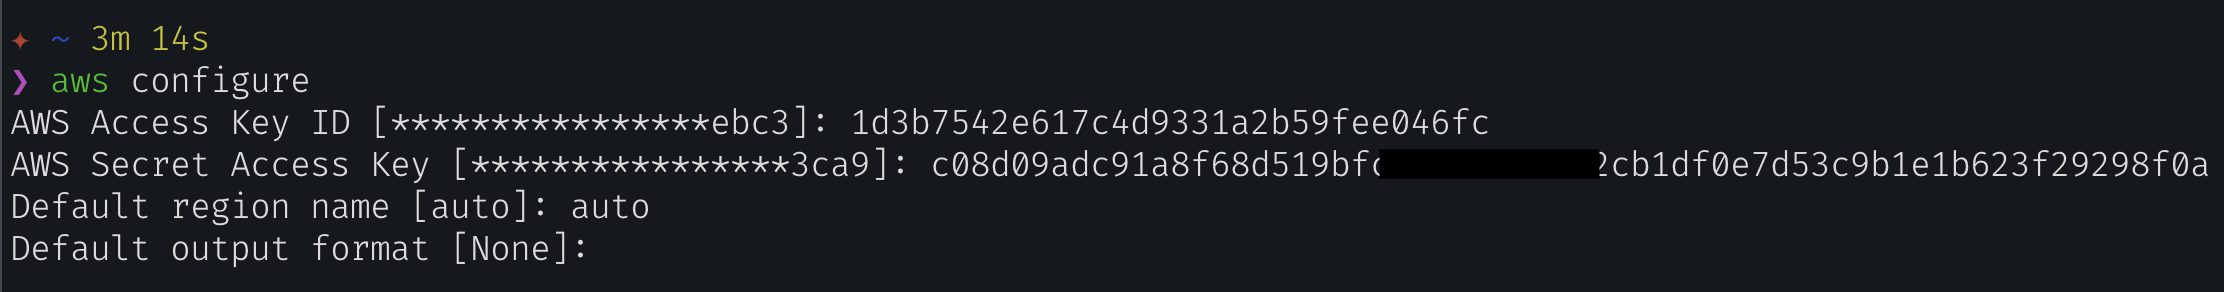 ✦ ~ 3m 14s
❯ aws configure
AWS Access Key ID [****************ebc3]: 1d3b7542e617c4d9331a2b59fee046fc
AWS Secret Access Key [****************3ca9]: c08d09adc91a8f68d519bf 2cb1df0e7d53c9b1e1b623f29298f0a
Default region name [auto]: auto
Default output format [None]: